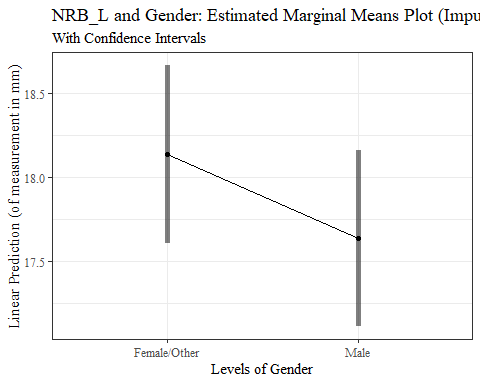 NRB_L and Gender: Estimated Marginal Means Plot (Impu
With Confidence Intervals
Linear Prediction (of measurement in mm)
18.5
18.0
17.5
Female/Other
Male
Levels of Gender